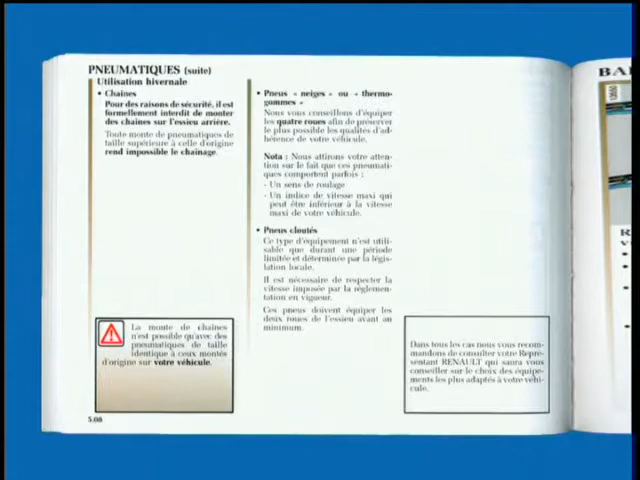 PNEUMATIQUES (suite)
Utilisation hivernale
• Chaînes
Pour des raisons de sécurité, il est
formellement interdit de monter
des chaînes sur l'essieu arrière.
Toute monte de pneumatiques de
taille supérieure à celle d'origine
rend impossible le chaînage.
La monte de chaînes
n'est possible qu'avec des
pneumatiques de taille
identique à ceux montés
d'origine sur votre véhicule.
5.08
• Pneus « neiges » ou « thermo-
gommes »
Nous vous conseillons d'équiper
les quatre roues afin de préserver
le plus possible les qualités d'ad-
hérence de votre véhicule.
Nota : Nous attirons votre atten-
tion sur le fait que ces pneumati-
ques comportent parfois :
- Un sens de roulage
- Un indice de vitesse maxi qui
peut être inférieur à la vitesse
maxi de votre véhicule.
• Pneus cloutés
Ce type d'équipement n'est utili-
sable que durant une période
limitée et déterminée par la légis-
lation locale.
Il est nécessaire de respecter la
vitesse imposée par la réglemen-
tation en vigueur.
Ces pneus doivent équiper les
deux roues de l'essieu avant au
minimum.
Dans tous les cas nous vous recom-
mandons de consulter votre Repré-
sentant RENAULT qui saura vous
conseiller sur le choix des équipe-
ments les plus adaptés à votre véhi-
cule.